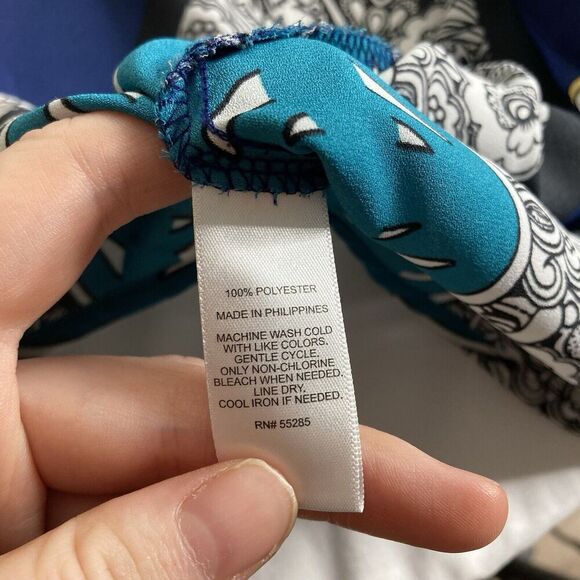 100% POLYESTER
MADE IN PHILIPPINES
MACHINE WASH COLD
WITH LIKE COLORS.
GENTLE CYCLE.
ONLY NON-CHLORINE
BLEACH WHEN NEEDED.
LINE DRY.
COOL IRON IF NEEDED.
RN# 55285